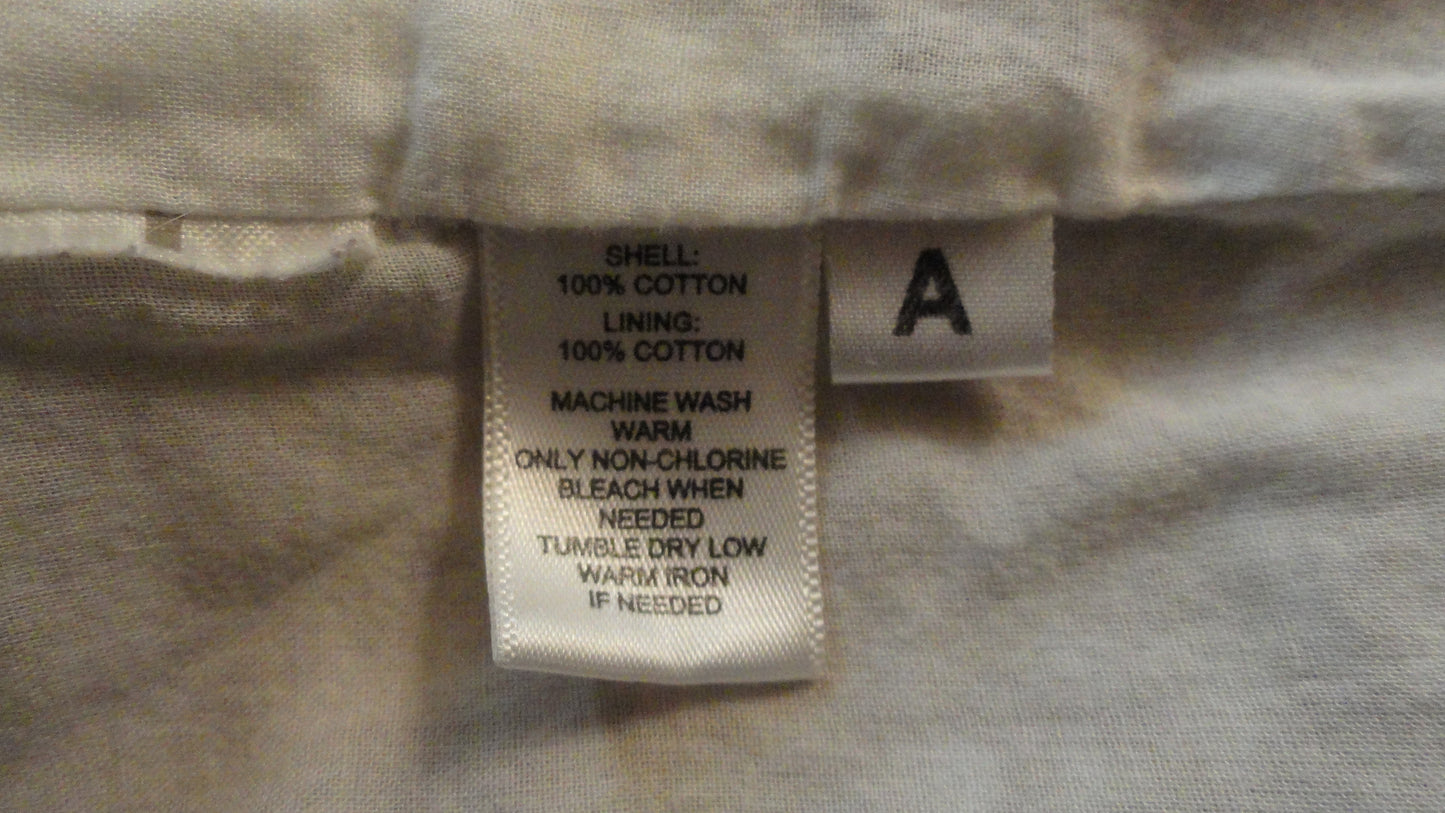 SHELL:
100% COTTON
LINING:
100% COTTON
MACHINE WASH
WARM
ONLY NON-CHLORINE
BLEACH WHEN
NEEDED
TUMBLE DRY LOW
WARM IRON
IF NEEDED
A